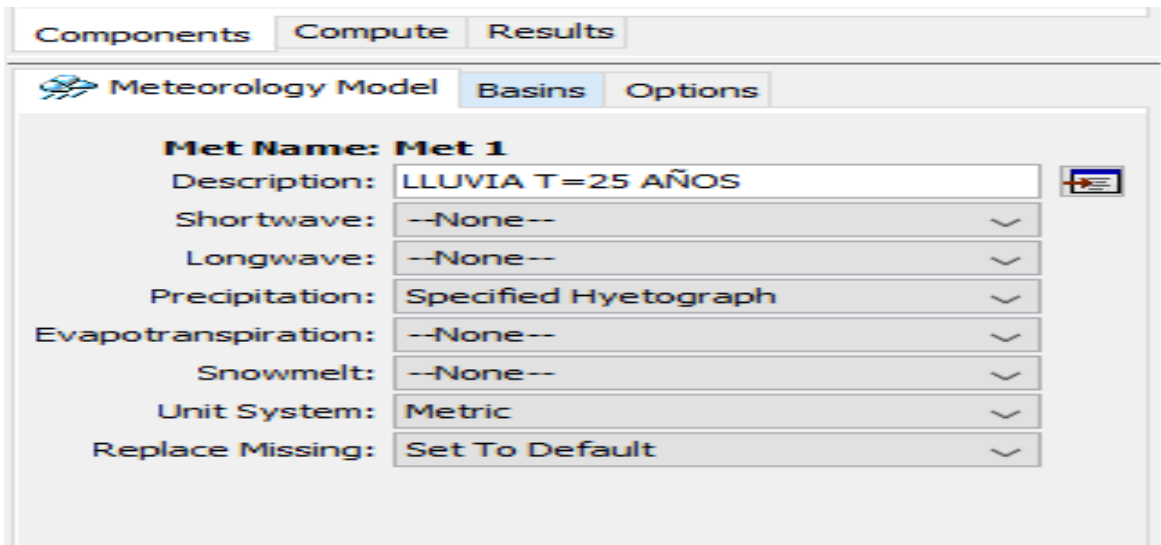 Components Compute Results
Meteorology Model Basins Options
Met Name: Met 1
Description: LLUVIA T=25 AÑOS
Shortwave: --None--
Longwave: --None--
Precipitation: Specified Hyetograph
Evapotranspiration: --None--
Snowmelt: --None--
Unit System: Metric
Replace Missing: Set To Default